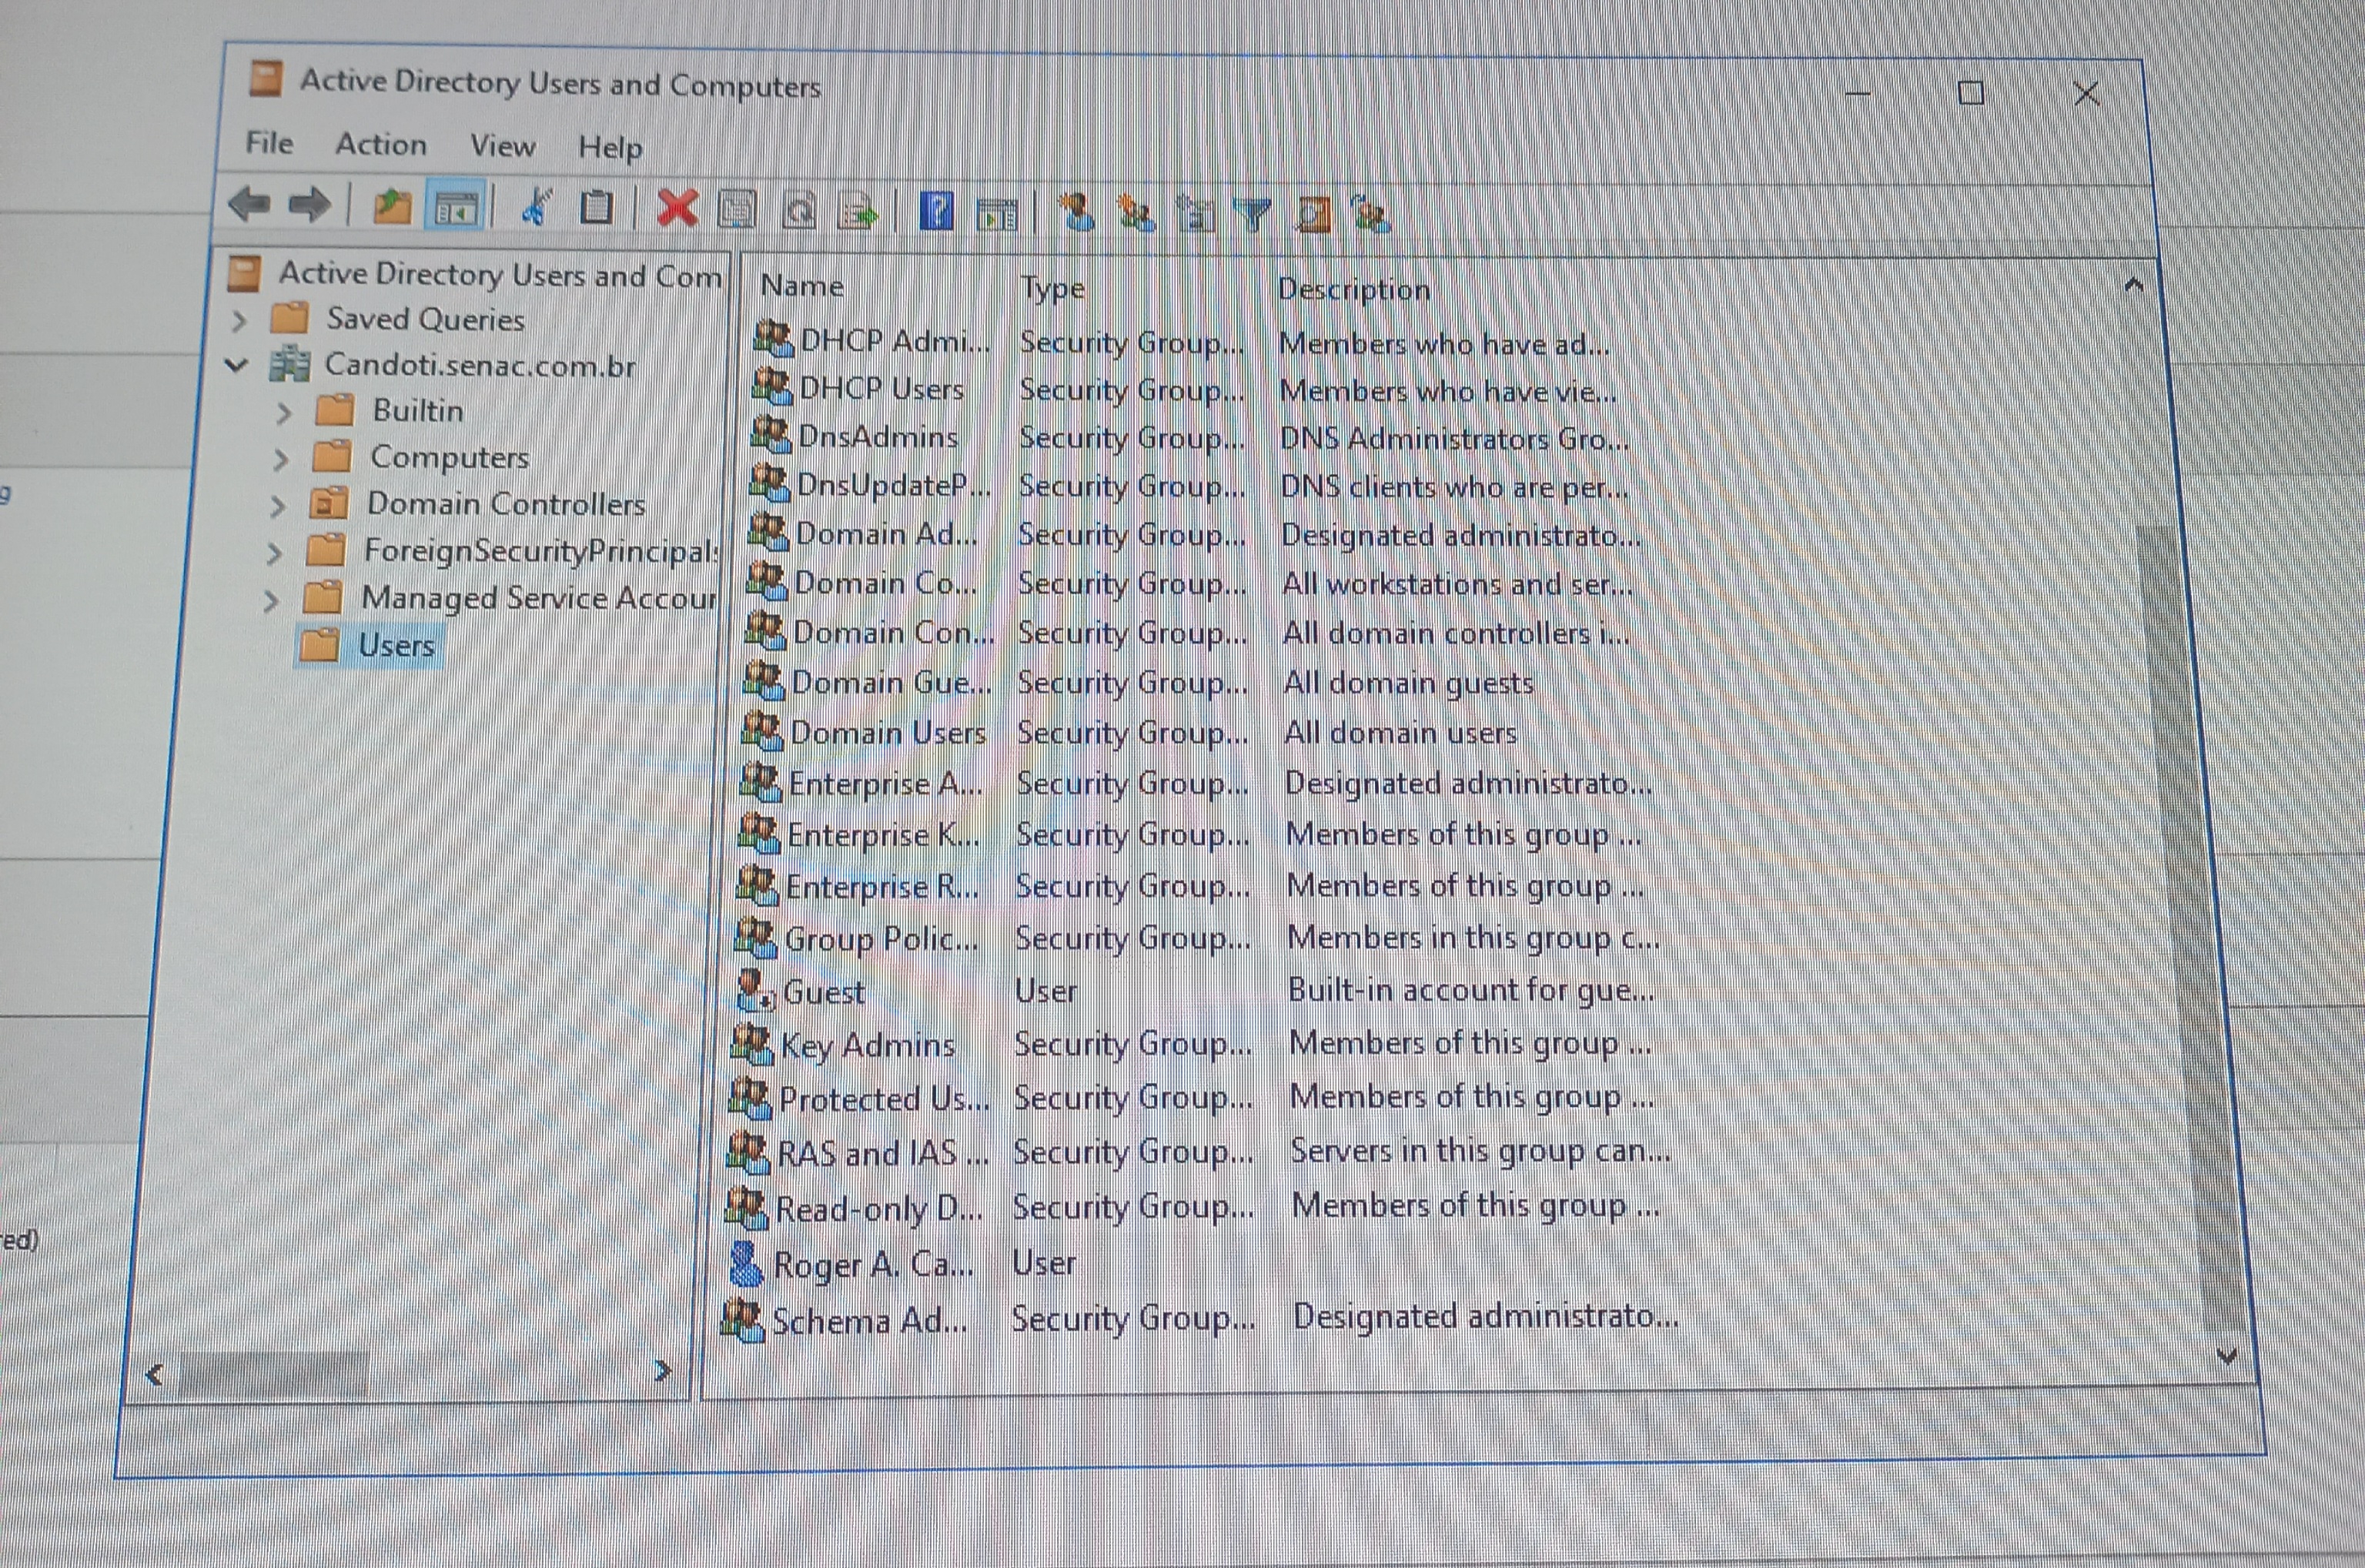 Active Directory Users and Computers
File Action View Help
Active Directory Users and Com
Saved Queries
Candoti.senac.com.br
Builtin
Computers
Domain Controllers
ForeignSecurityPrincipals
Managed Service Accour
Users
Name Type Description
DHCP Admi... Security Group... Members who have ad...
DHCP Users Security Group... Members who have vie...
DnsAdmins Security Group... DNS Administrators Gro...
DnsUpdateP... Security Group... DNS clients who are per...
Domain Ad... Security Group... Designated administrato...
Domain Co... Security Group... All workstations and ser...
Domain Con... Security Group... All domain controllers i...
Domain Gue... Security Group... All domain guests
Domain Users Security Group... All domain users
Enterprise A... Security Group... Designated administrato...
Enterprise K... Security Group... Members of this group ...
Enterprise R... Security Group... Members of this group ...
Group Polic... Security Group... Members in this group c...
Guest User Built-in account for gue...
Key Admins Security Group... Members of this group ...
Protected Us... Security Group... Members of this group ...
RAS and IAS ... Security Group... Servers in this group can...
Read-only D... Security Group... Members of this group ...
Roger A. Ca... User
Schema Ad... Security Group... Designated administrato...
g
ed)